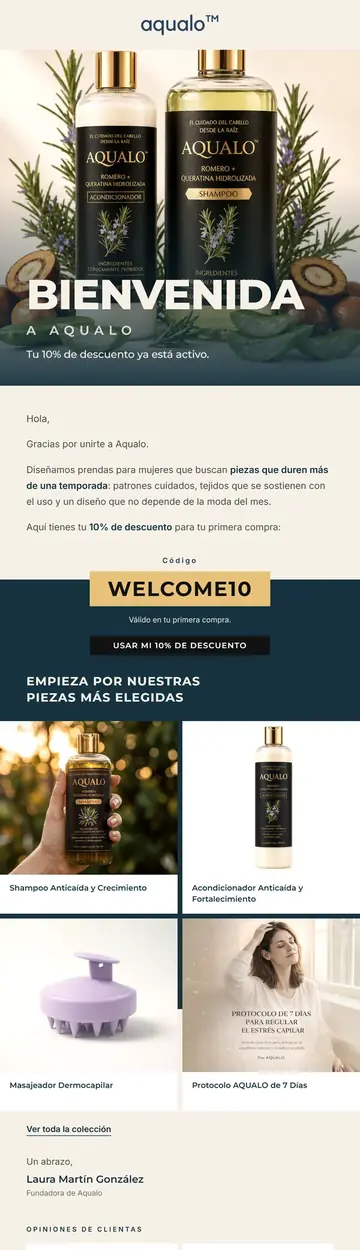 aqualo™
EL CUIDADO DEL CABELLO
DESDE LA RAÍZ
AQUALO™
ROMERO +
QUERATINA HIDROLIZADA
ACONDICIONADOR
INGREDIENTES
EL CUIDADO DEL CABELLO
DESDE LA RAÍZ
AQUALO™
ROMERO +
QUERATINA HIDROLIZADA
SHAMPOO
INGREDIENTES
BIENVENIDA
A AQUALO
Tu 10% de descuento ya está activo.
Hola,
Gracias por unirte a Aqualo.
Diseñamos prendas para mujeres que buscan piezas que duren más
de una temporada: patrones cuidados, tejidos que se sostienen con
el uso y un diseño que no depende de la moda del mes.
Aquí tienes tu 10% de descuento para tu primera compra:
Código
WELCOME10
Válido en tu primera compra.
USAR MI 10% DE DESCUENTO
EMPIEZA POR NUESTRAS
PIEZAS MÁS ELEGIDAS
AQUALO
SHAMPOO
AQUALO
Shampoo Anticaída y Crecimiento
Acondicionador Anticaída y
Fortalecimiento
PROTOCOLO DE 7 DÍAS
PARA REGULAR
EL ESTRÉS CAPILAR
Por AQUALO
Masajeador Dermocapilar
Protocolo AQUALO de 7 Días
Ver toda la colección
Un abrazo,
Laura Martín González
Fundadora de Aqualo
OPINIONES DE CLIENTAS